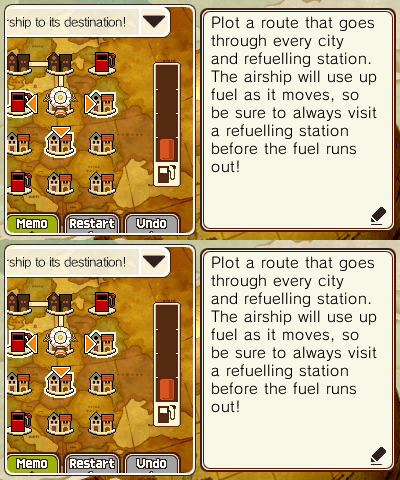 rship to its destination!
Memo
Restart
Undo
Plot a route that goes
through every city
and refuelling station.
The airship will use up
fuel as it moves, so
be sure to always visit
a refuelling station
before the fuel runs
out!
rship to its destination!
Memo
Restart
Undo
Plot a route that goes
through every city
and refuelling station.
The airship will use up
fuel as it moves, so
be sure to always visit
a refuelling station
before the fuel runs
out!